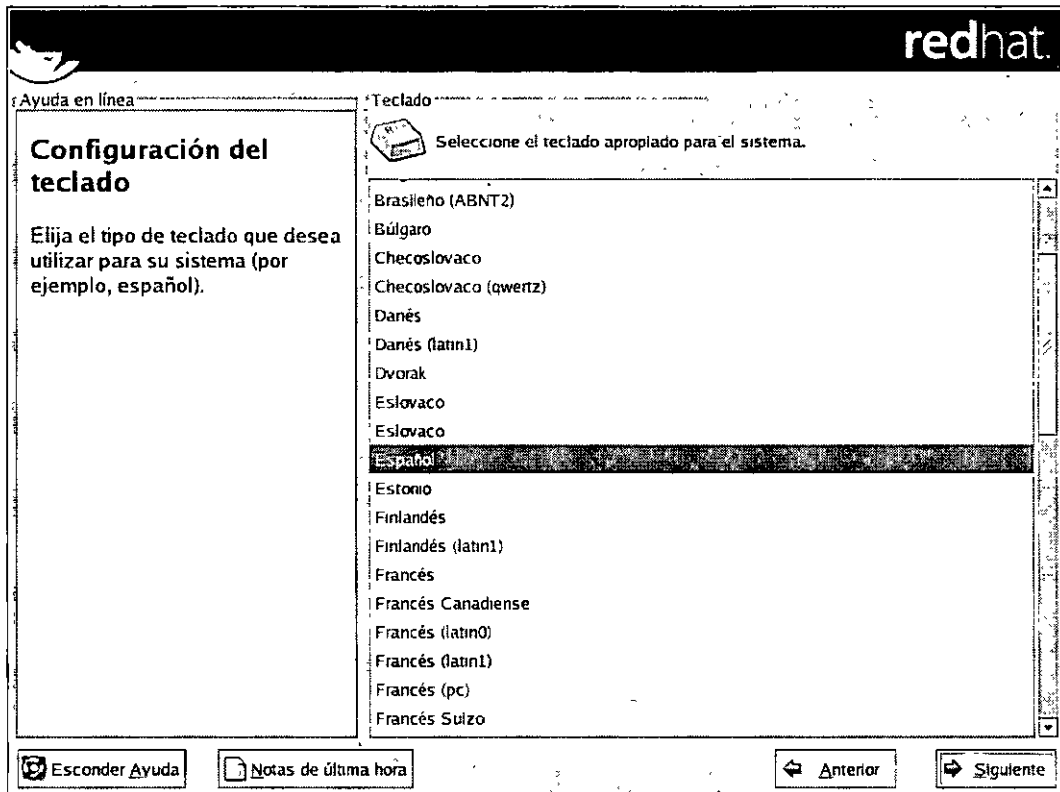 redhat.
Ayuda en línea
Configuración del
teclado
Elija el tipo de teclado que desea
utilizar para su sistema (por
ejemplo, español).
Teclado
Seleccione el teclado apropiado para el sistema.
Brasileño (ABNT2)
Búlgaro
Checoslovaco
Checoslovaco (qwertz)
Danés
Danés (latin1)
Dvorak
Eslovaco
Eslovaco
Español
Estonio
Finlandés
Finlandés (latin1)
Francés
Francés Canadiense
Francés (latin0)
Francés (latin1)
Francés (pc)
Francés Suizo
Esconder Ayuda
Notas de última hora
Anterior
Siguiente